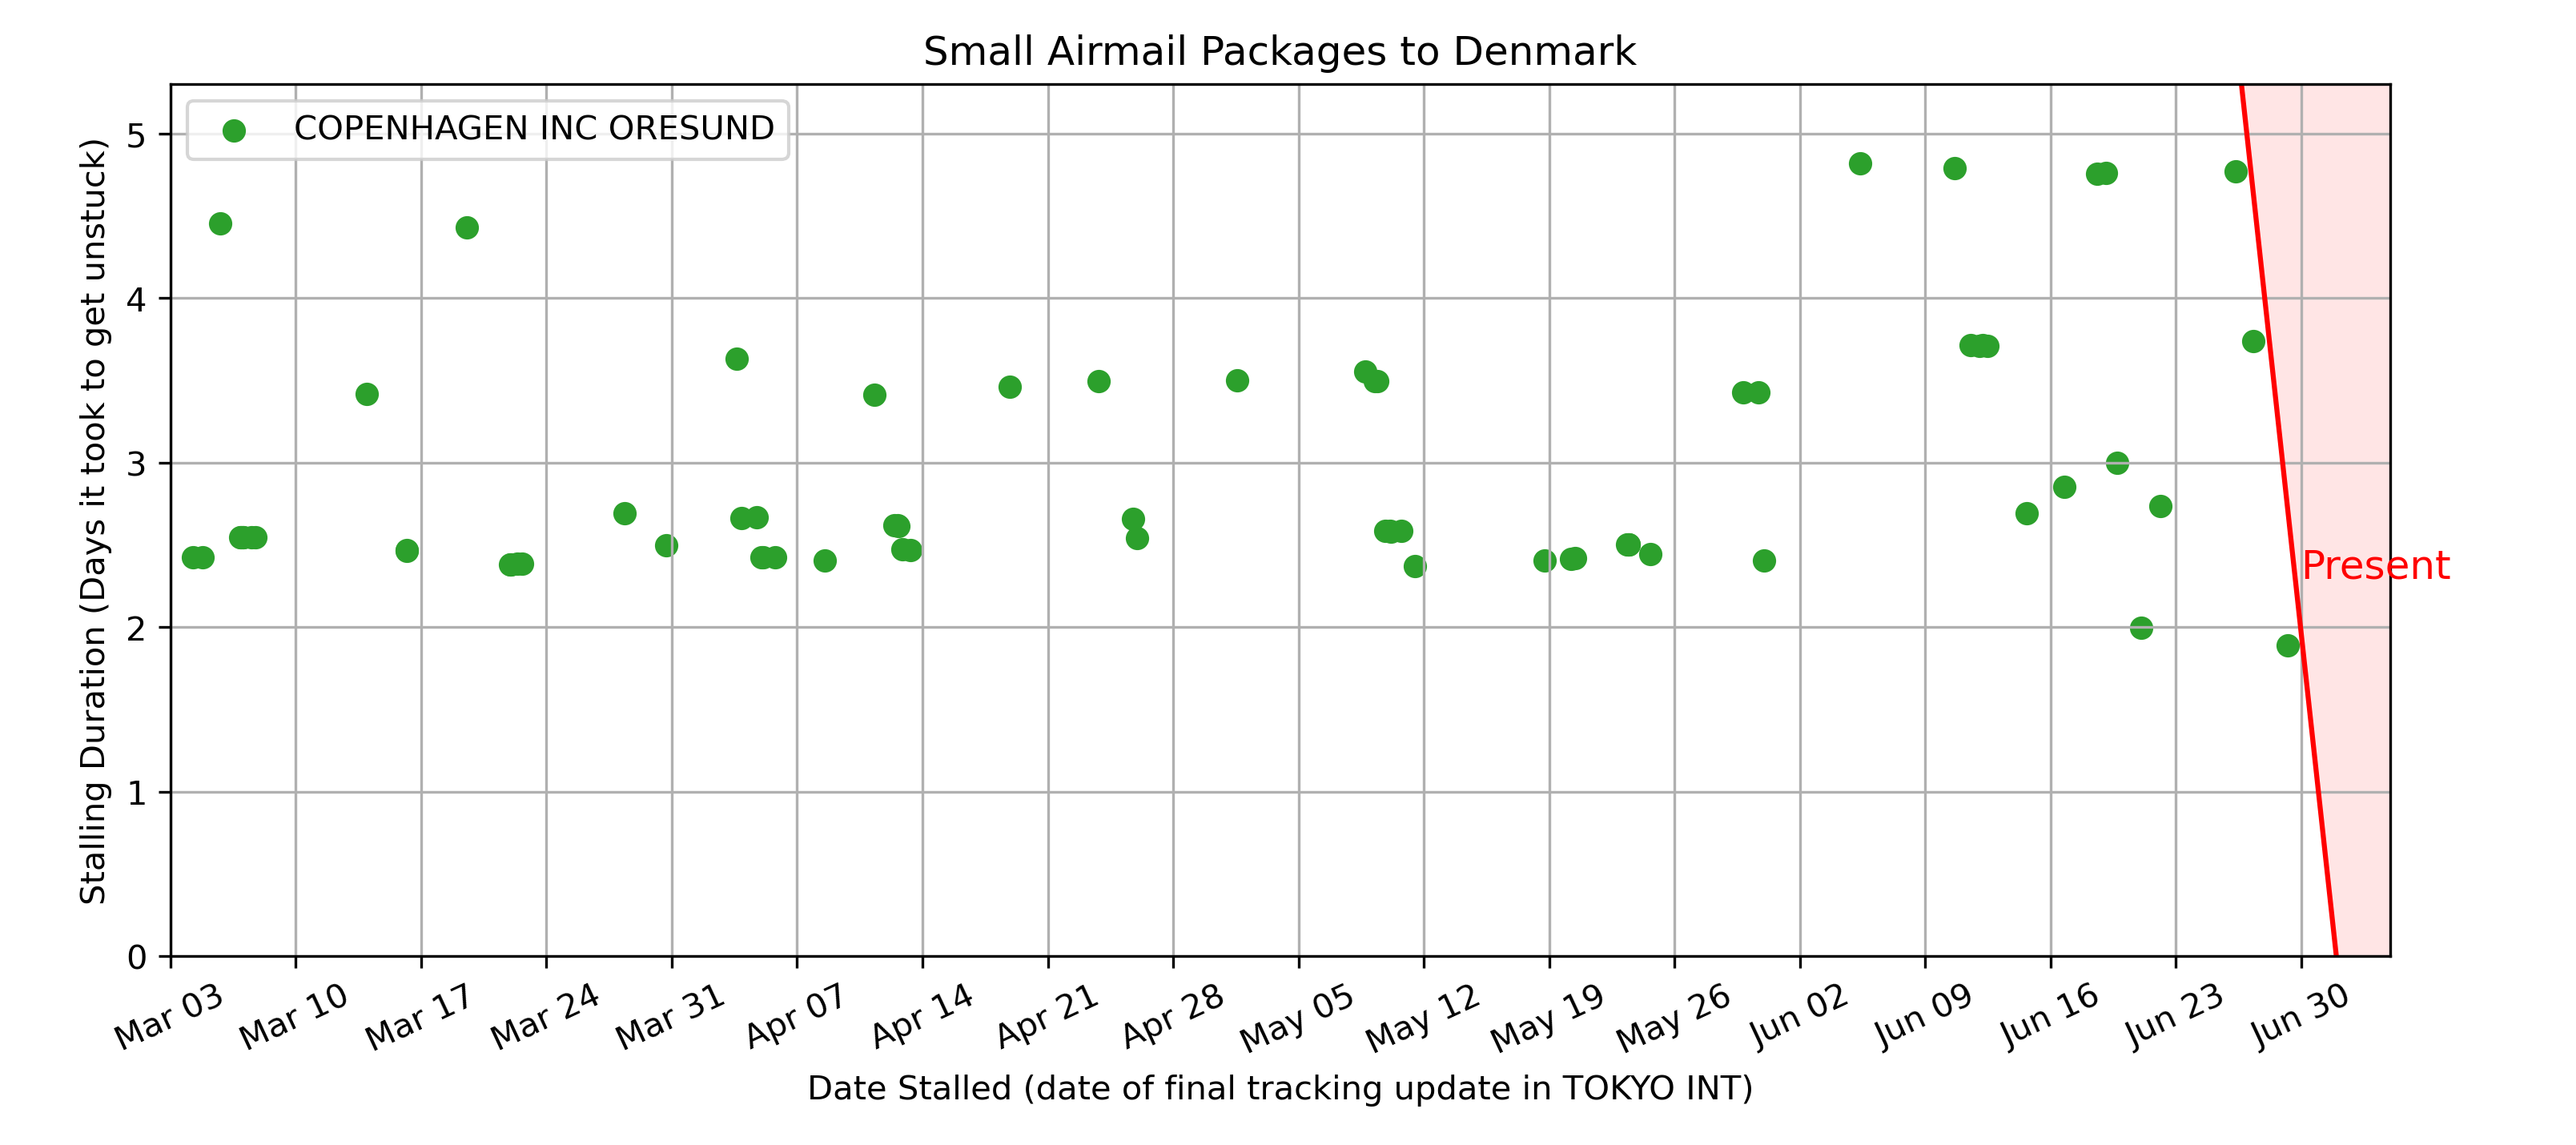 Small Airmail Packages to Denmark
COPENHAGEN INC ORESUND
Stalling Duration (Days it took to get unstuck)
5
4
3
2
1
0
Present
Mar 03 Mar 10 Mar 17 Mar 24 Mar 31 Apr 07 Apr 14 Apr 21 Apr 28 May 05 May 12 May 19 May 26 Jun 02 Jun 09 Jun 16 Jun 23 Jun 30
Date Stalled (date of final tracking update in TOKYO INT)